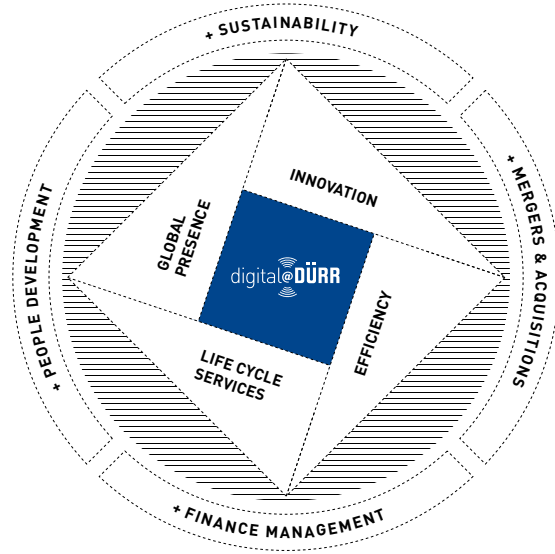 + SUSTAINABILITY
+ PEOPLE DEVELOPMENT
+ MERGERS & ACQUISITIONS
INNOVATION
GLOBAL
PRESENCE
digital@DÜRR
EFFICIENCY
LIFE CYCLE
SERVICES
+ FINANCE MANAGEMENT